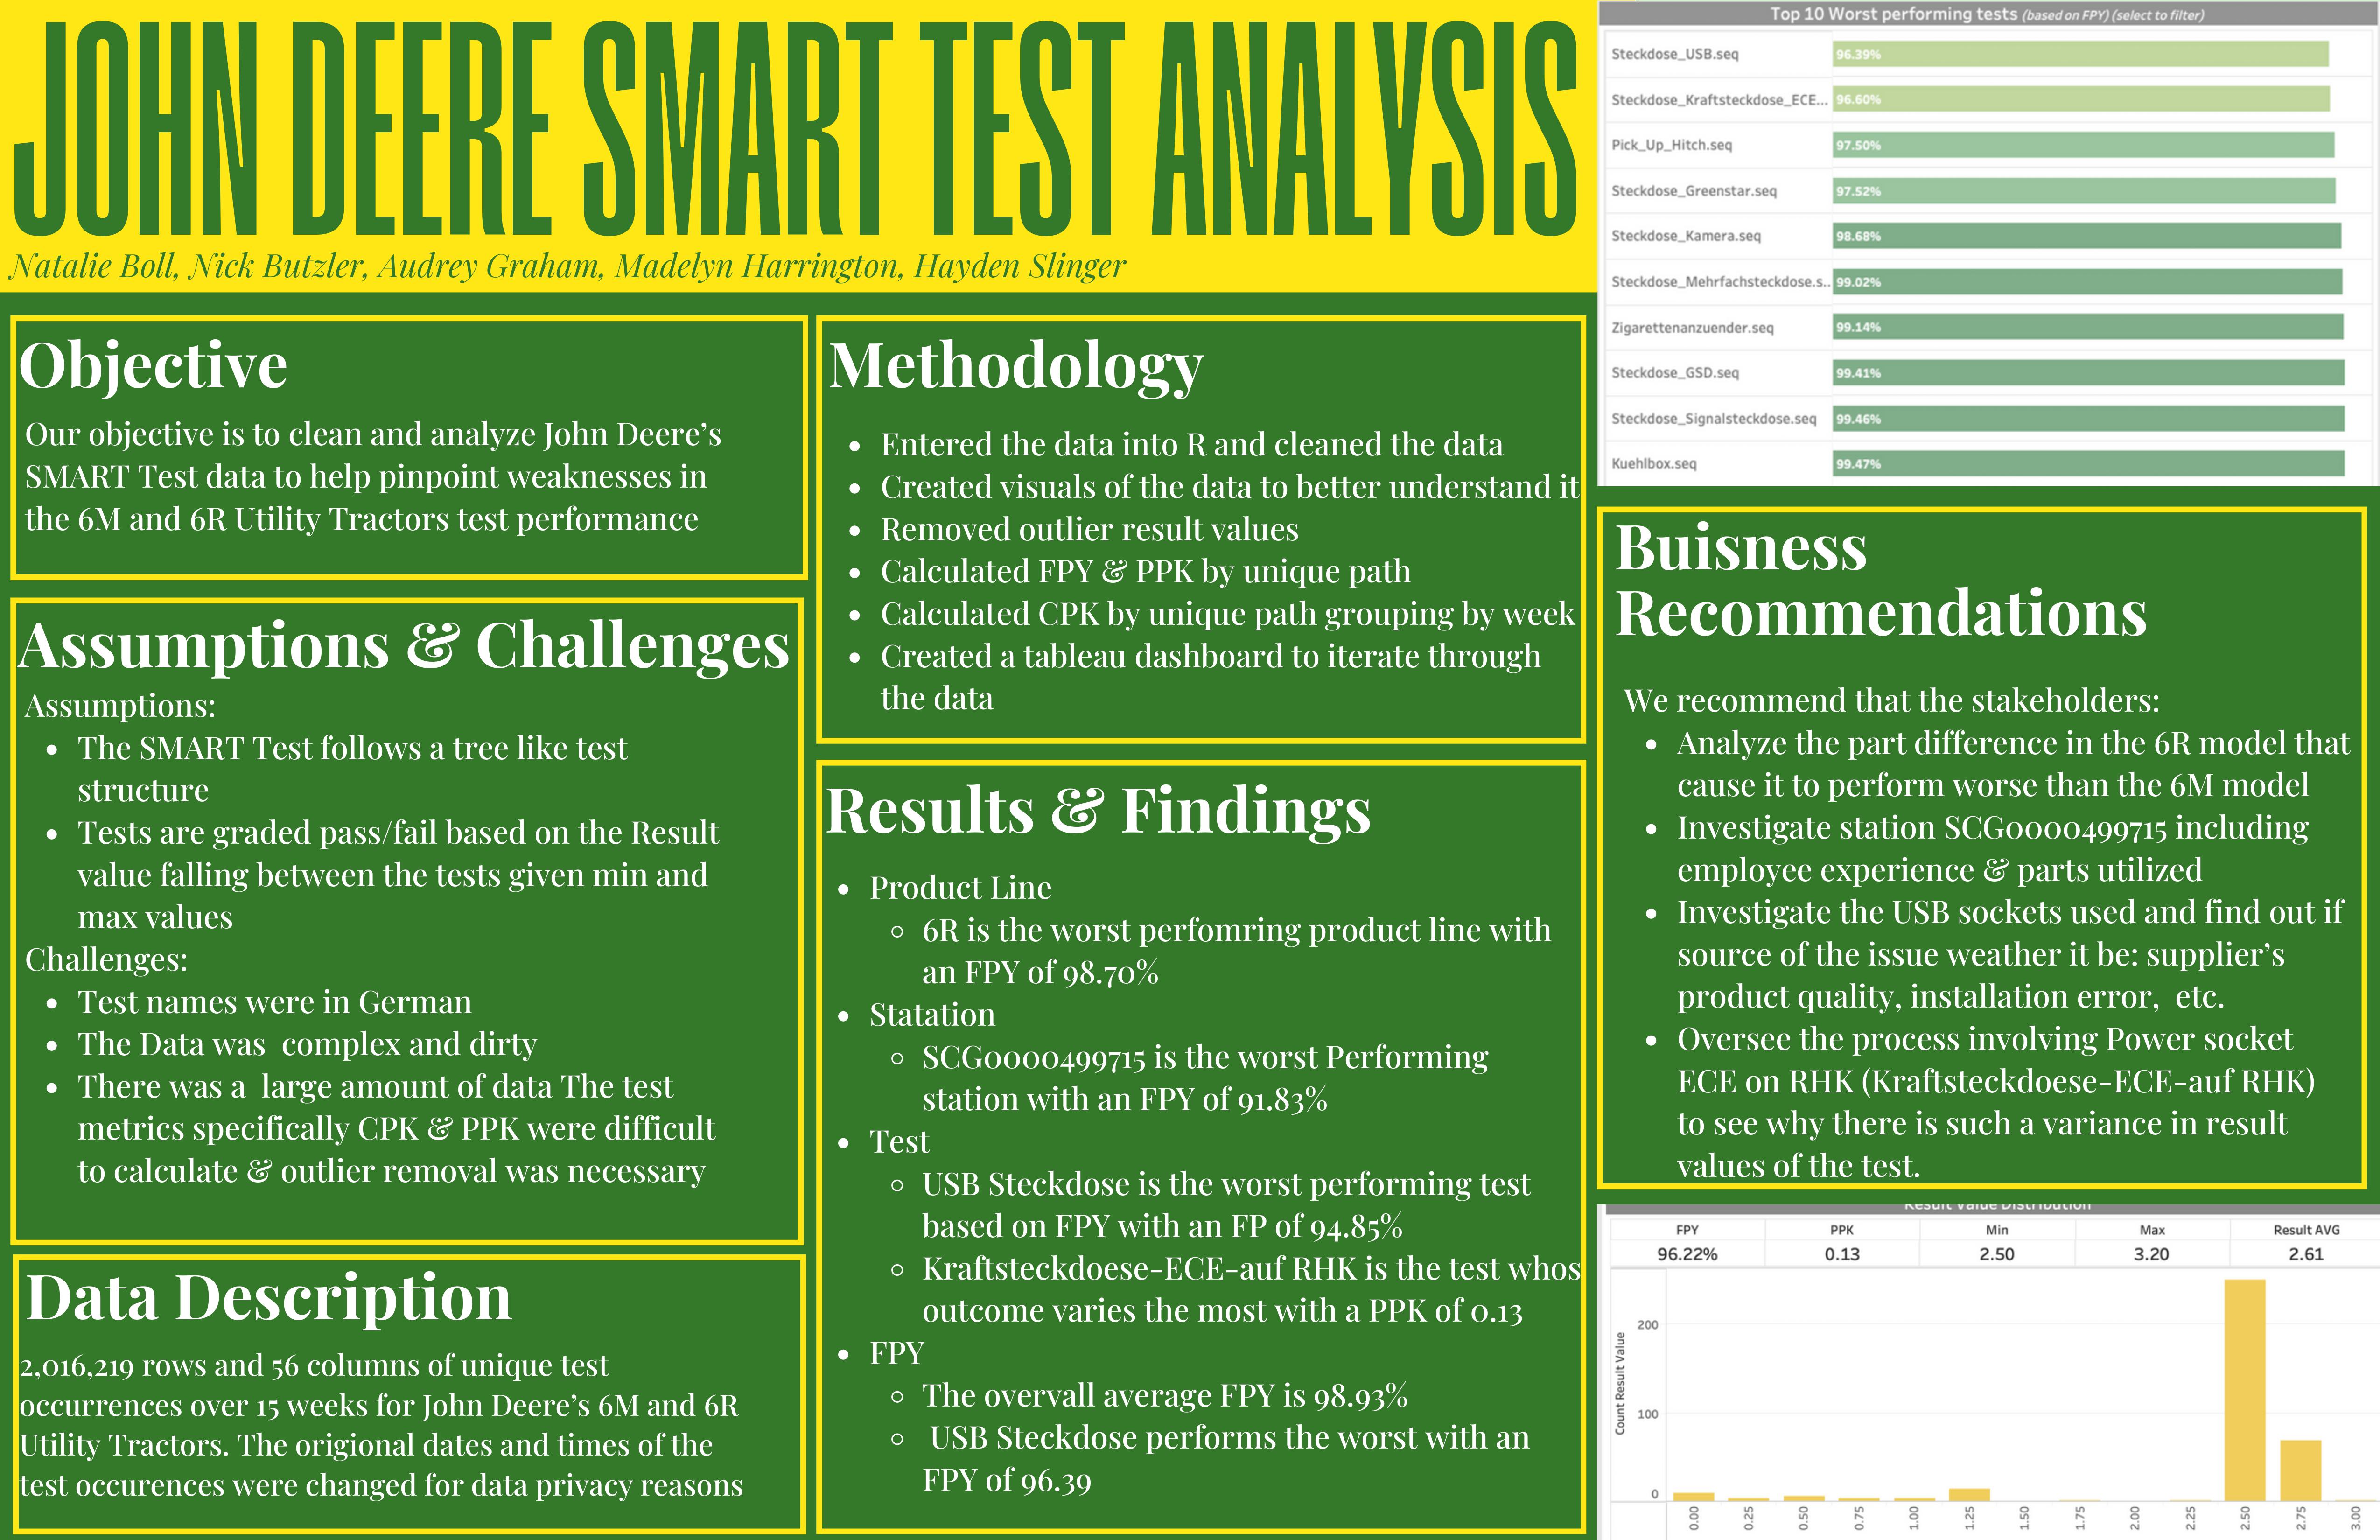 JOHN DEERE SMART TEST ANALYSIS
Natalie Boll, Nick Butzler, Audrey Graham, Madelyn Harrington, Hayden Slinger
Objective
Our objective is to clean and analyze John Deere's
SMART Test data to help pinpoint weaknesses in
the 6M and 6R Utility Tractors test performance
Assumptions & Challenges
Assumptions:
• The SMART Test follows a tree like test
structure
• Tests are graded pass/fail based on the Result
value falling between the tests given min and
max values
Challenges:
• Test names were in German
• The Data was  complex and dirty
• There was a  large amount of data The test
metrics specifically CPK & PPK were difficult
to calculate & outlier removal was necessary
Data Description
2,016,219 rows and 56 columns of unique test
occurrences over 15 weeks for John Deere's 6M and 6R
Utility Tractors. The origional dates and times of the
test occurences were changed for data privacy reasons
Methodology
• Entered the data into R and cleaned the data
• Created visuals of the data to better understand it
• Removed outlier result values
• Calculated FPY & PPK by unique path
• Calculated CPK by unique path grouping by week
• Created a tableau dashboard to iterate through
the data
Results & Findings
• Product Line
◦ 6R is the worst perfomring product line with
an FPY of 98.70%
• Statation
◦ SCG0000499715 is the worst Performing
station with an FPY of 91.83%
• Test
◦ USB Steckdose is the worst performing test
based on FPY with an FP of 94.85%
◦ Kraftsteckdoese-ECE-auf RHK is the test whos
outcome varies the most with a PPK of 0.13
• FPY
◦ The overvall average FPY is 98.93%
◦ USB Steckdose performs the worst with an
FPY of 96.39
Top 10 Worst performing tests (based on FPY) (select to filter)
Steckdose_USB.seq 96.39%
Steckdose_Kraftsteckdose_ECE... 96.60%
Pick_Up_Hitch.seq 97.50%
Steckdose_Greenstar.seq 97.52%
Steckdose_Kamera.seq 98.68%
Steckdose_Mehrfachsteckdose.s.. 99.02%
Zigarettenanzuender.seq 99.14%
Steckdose_GSD.seq 99.41%
Steckdose_Signalsteckdose.seq 99.46%
Kuehlbox.seq 99.47%
Buisness
Recommendations
We recommend that the stakeholders:
• Analyze the part difference in the 6R model that
cause it to perform worse than the 6M model
• Investigate station SCG0000499715 including
employee experience & parts utilized
• Investigate the USB sockets used and find out if
source of the issue weather it be: supplier's
product quality, installation error,  etc.
• Oversee the process involving Power socket
ECE on RHK (Kraftsteckdoese-ECE-auf RHK)
to see why there is such a variance in result
values of the test.
Result Value Distribution
FPY PPK Min Max Result AVG
96.22% 0.13 2.50 3.20 2.61
Count Result Value
200
100
0
0.00 0.25 0.50 0.75 1.00 1.25 1.50 1.75 2.00 2.25 2.50 2.75 3.00